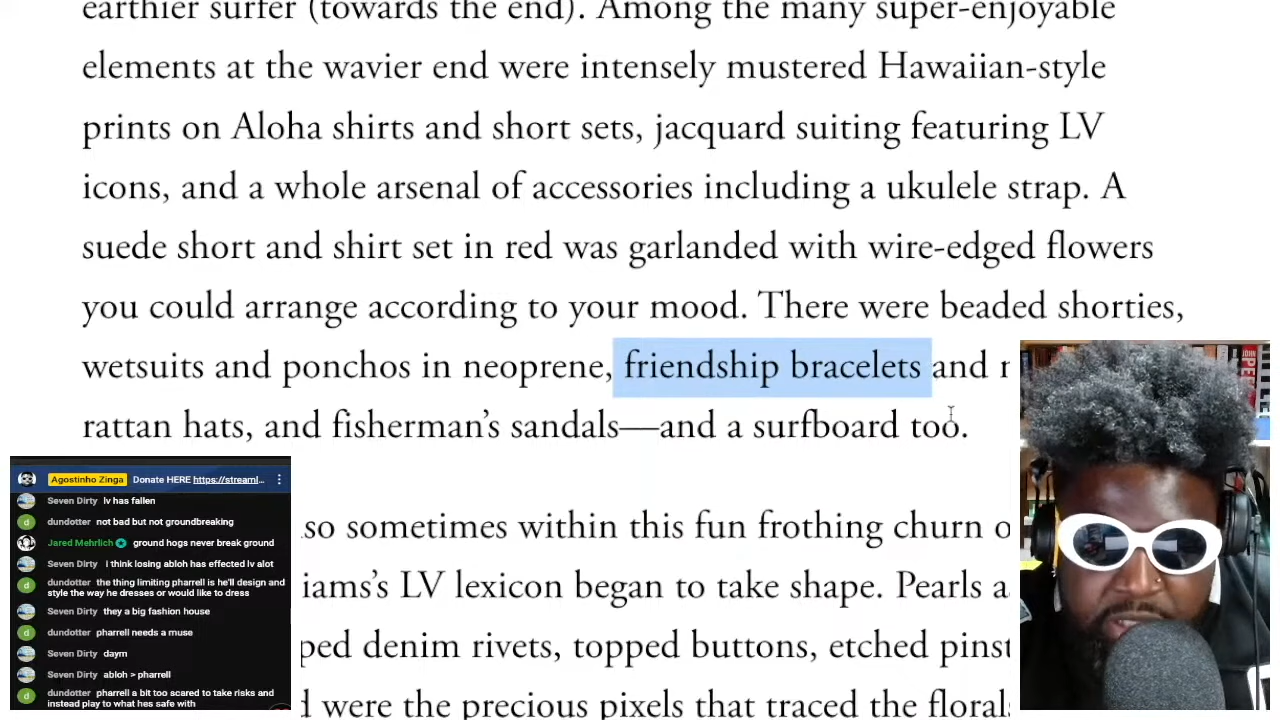 earthier surfer (towards the end). Among the many super-enjoyable
elements at the wavier end were intensely mustered Hawaiian-style
prints on Aloha shirts and short sets, jacquard suiting featuring LV
icons, and a whole arsenal of accessories including a ukulele strap. A
suede short and shirt set in red was garlanded with wire-edged flowers
you could arrange according to your mood. There were beaded shorties,
wetsuits and ponchos in neoprene, friendship bracelets and
rattan hats, and fisherman’s sandals—and a surfboard too.
so sometimes within this fun frothing churn
LV lexicon began to take shape. Pearls
denim rivets, topped buttons, etched
were the precious pixels that traced the
Agostinho Zinga Donate HERE https://streaml...
Seven Dirty lv has fallen
dundotter not bad but not groundbreaking
Jared Mehrlich ground hogs never break ground
Seven Dirty i think losing abloh has effected lv alot
dundotter the thing limiting pharrell is he'll design and
style the way he dresses or would like to dress
Seven Dirty they a big fashion house
dundotter pharrell needs a muse
Seven Dirty daym
Seven Dirty abloh > pharrell
dundotter pharrell a bit too scared to take risks and
instead play to what hes safe with